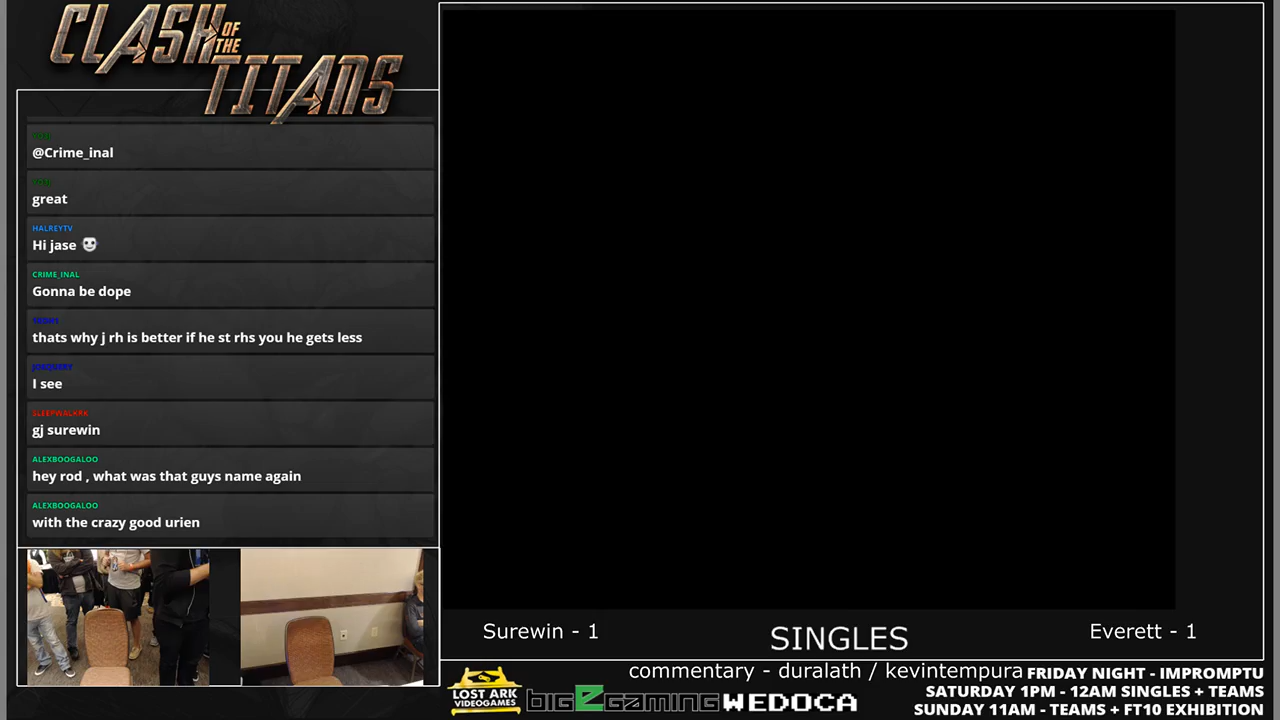 CLASH OF THE TITANS
@Crime_inal
great
HALREYTV
Hi jase
CRIME_INAL
Gonna be dope
thats why j rh is better if he st rhs you he gets less
I see
SLEEPWALKRK
gj surewin
ALEXBOOGALOO
hey rod , what was that guys name again
ALEXBOOGALOO
with the crazy good urien
Surewin - 1
SINGLES
Everett - 1
commentary - duralath / kevintempura
LOST ARK
VIDEOGAMES
bigEgaming
WEDOCA
FRIDAY NIGHT - IMPROMPTU
SATURDAY 1PM - 12AM SINGLES + TEAMS
SUNDAY 11AM - TEAMS + FT10 EXHIBITION